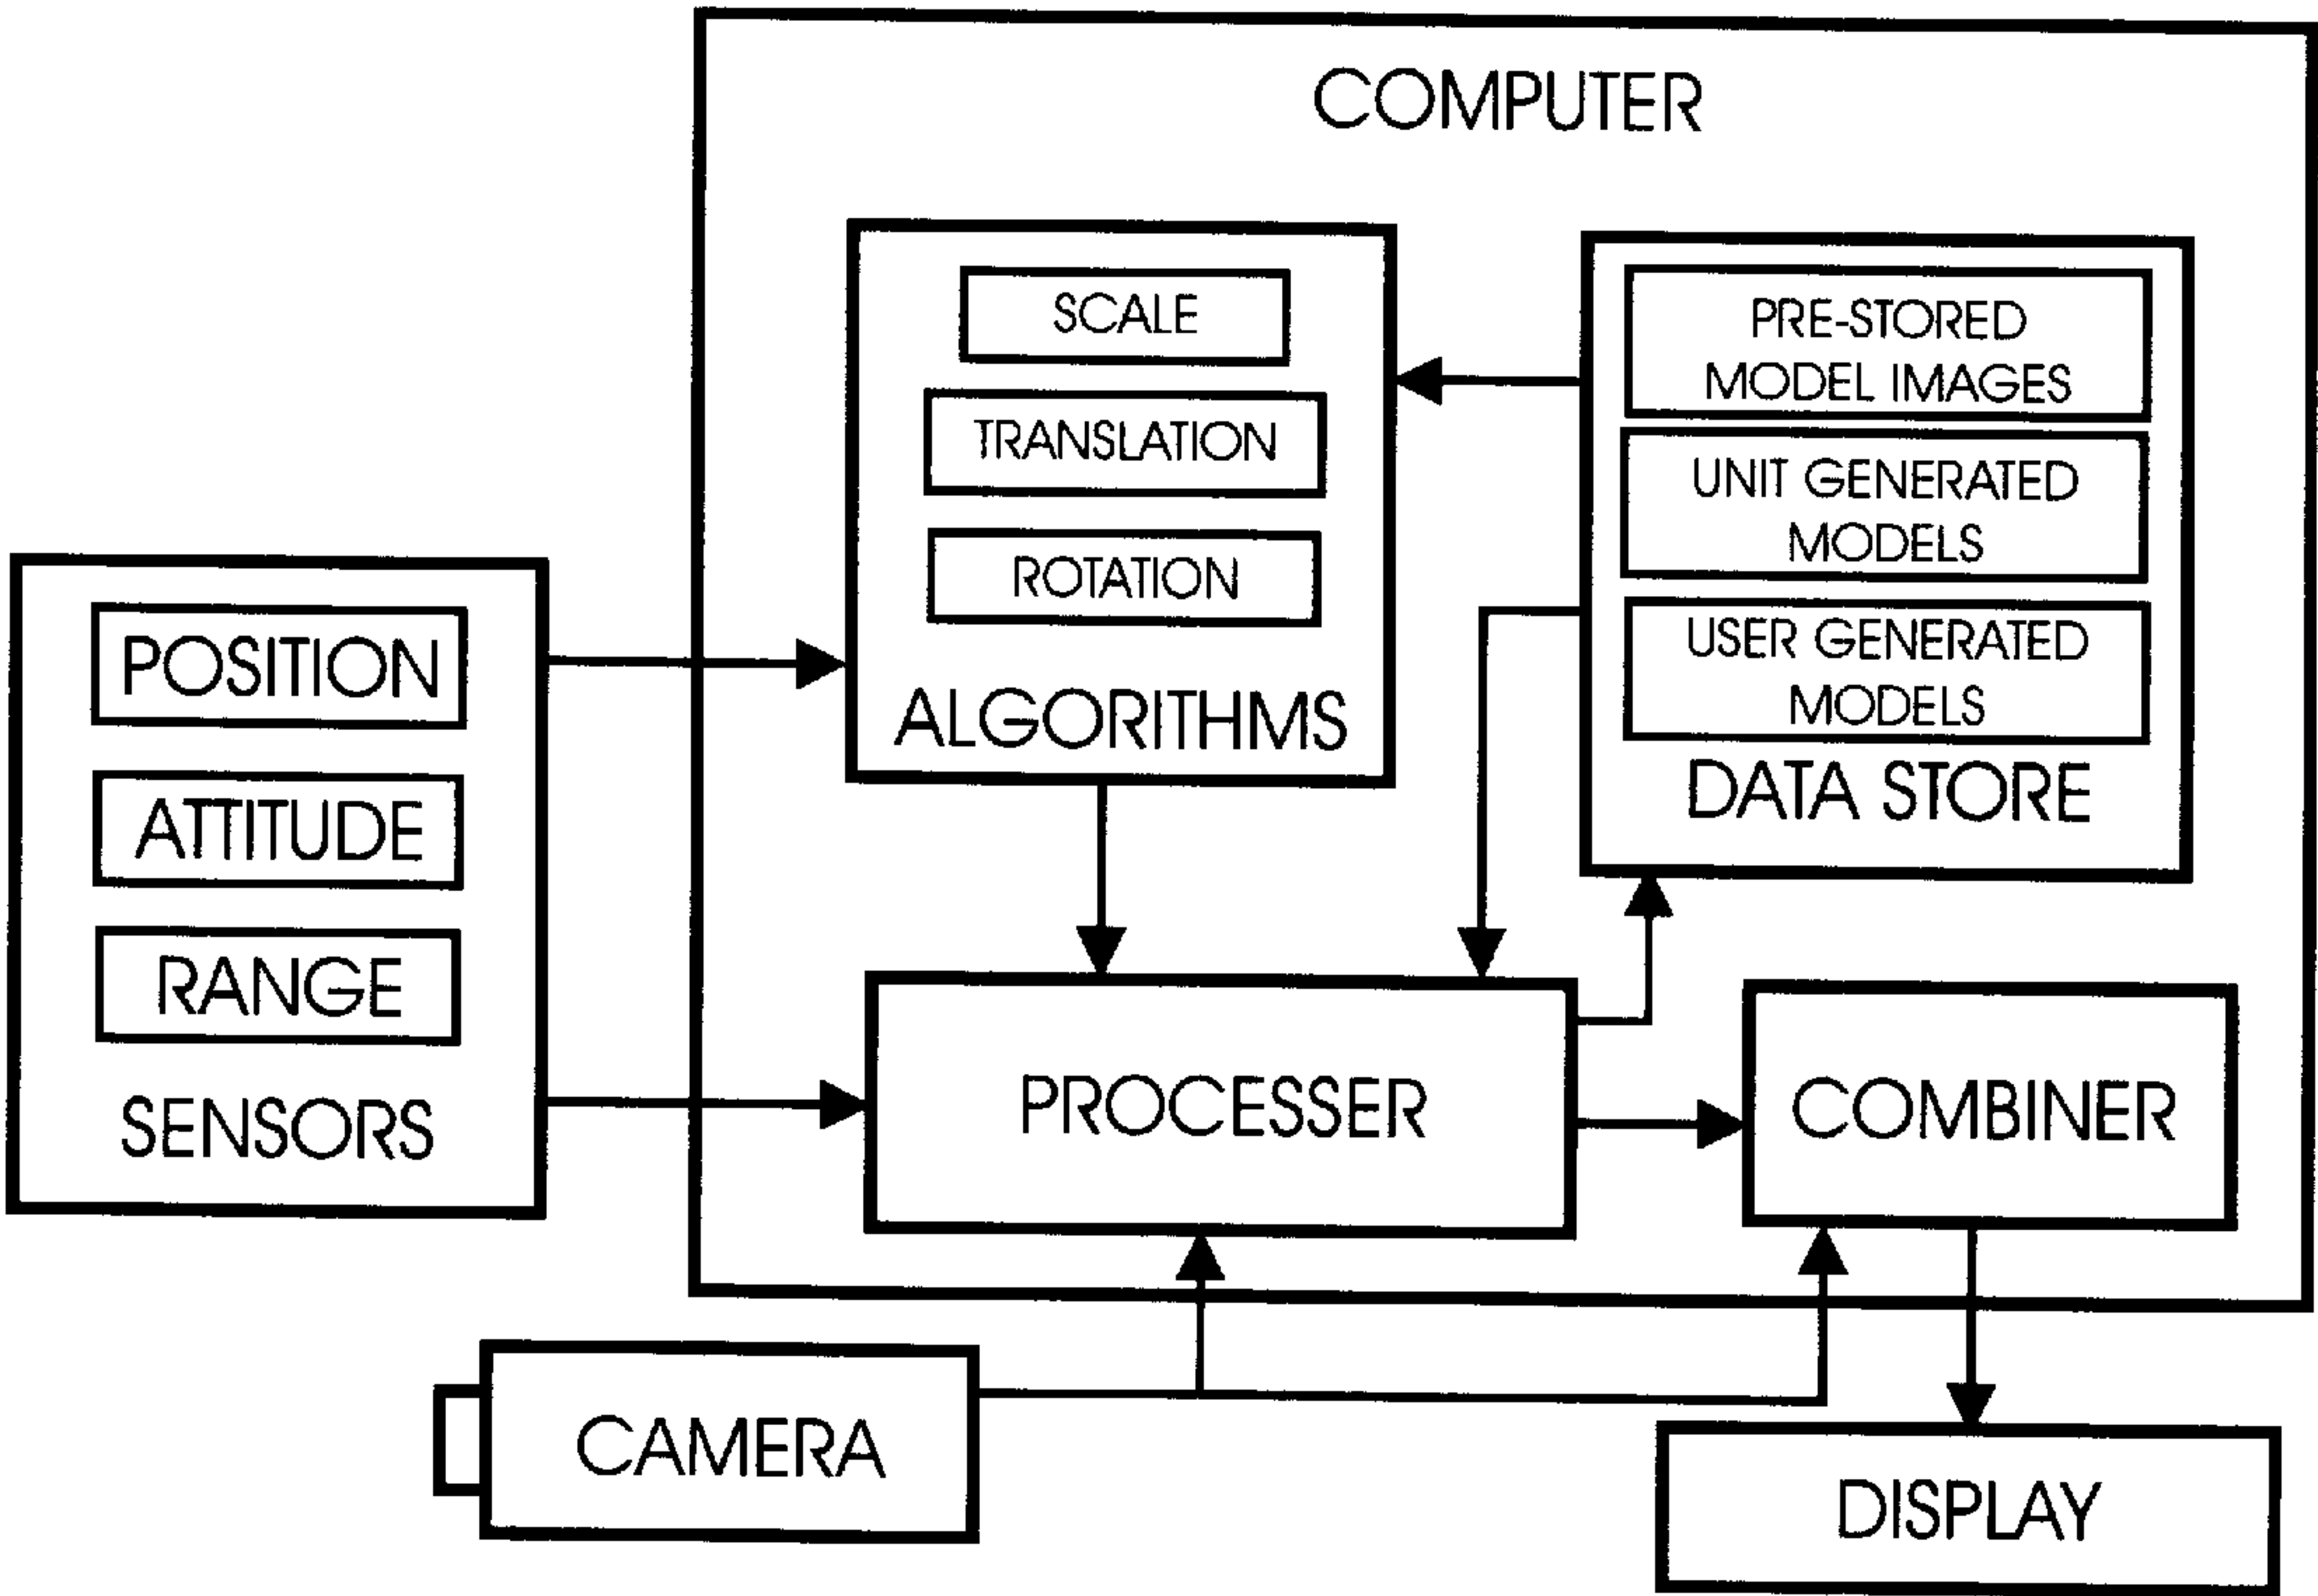 COMPUTER
SCALE
TRANSLATION
ROTATION
ALGORITHMS
PRE-STORED
MODEL IMAGES
UNIT GENERATED
MODELS
USER GENERATED
MODELS
DATA STORE
POSITION
ATTITUDE
RANGE
SENSORS
PROCESSER
COMBINER
CAMERA
DISPLAY